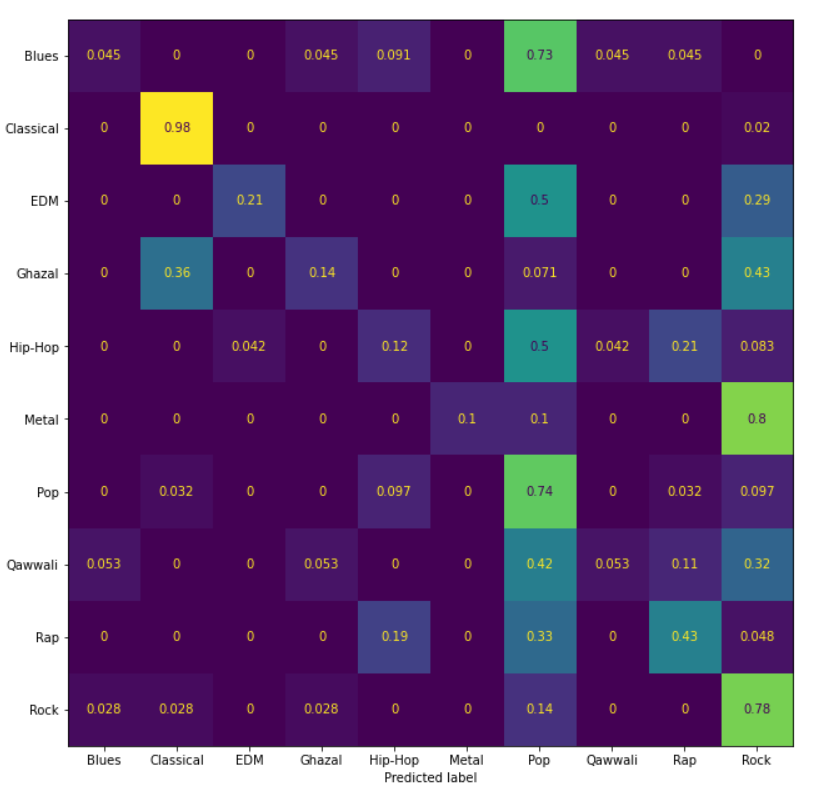 Blues 0.045 0 0 0.045 0.091 0 0.73 0.045 0.045 0
Classical 0 0.98 0 0 0 0 0 0 0 0.02
EDM 0 0 0.21 0 0 0 0.5 0 0 0.29
Ghazal 0 0.36 0 0.14 0 0 0.071 0 0 0.43
Hip-Hop 0 0 0.042 0 0.12 0 0.5 0.042 0.21 0.083
Metal 0 0 0 0 0 0.1 0.1 0 0 0.8
Pop 0 0.032 0 0 0.097 0 0.74 0 0.032 0.097
Qawwali 0.053 0 0 0.053 0 0 0.42 0.053 0.11 0.32
Rap 0 0 0 0 0.19 0 0.33 0 0.43 0.048
Rock 0.028 0.028 0 0.028 0 0 0.14 0 0 0.78
Blues Classical EDM Ghazal Hip-Hop Metal Pop Qawwali Rap Rock
Predicted label